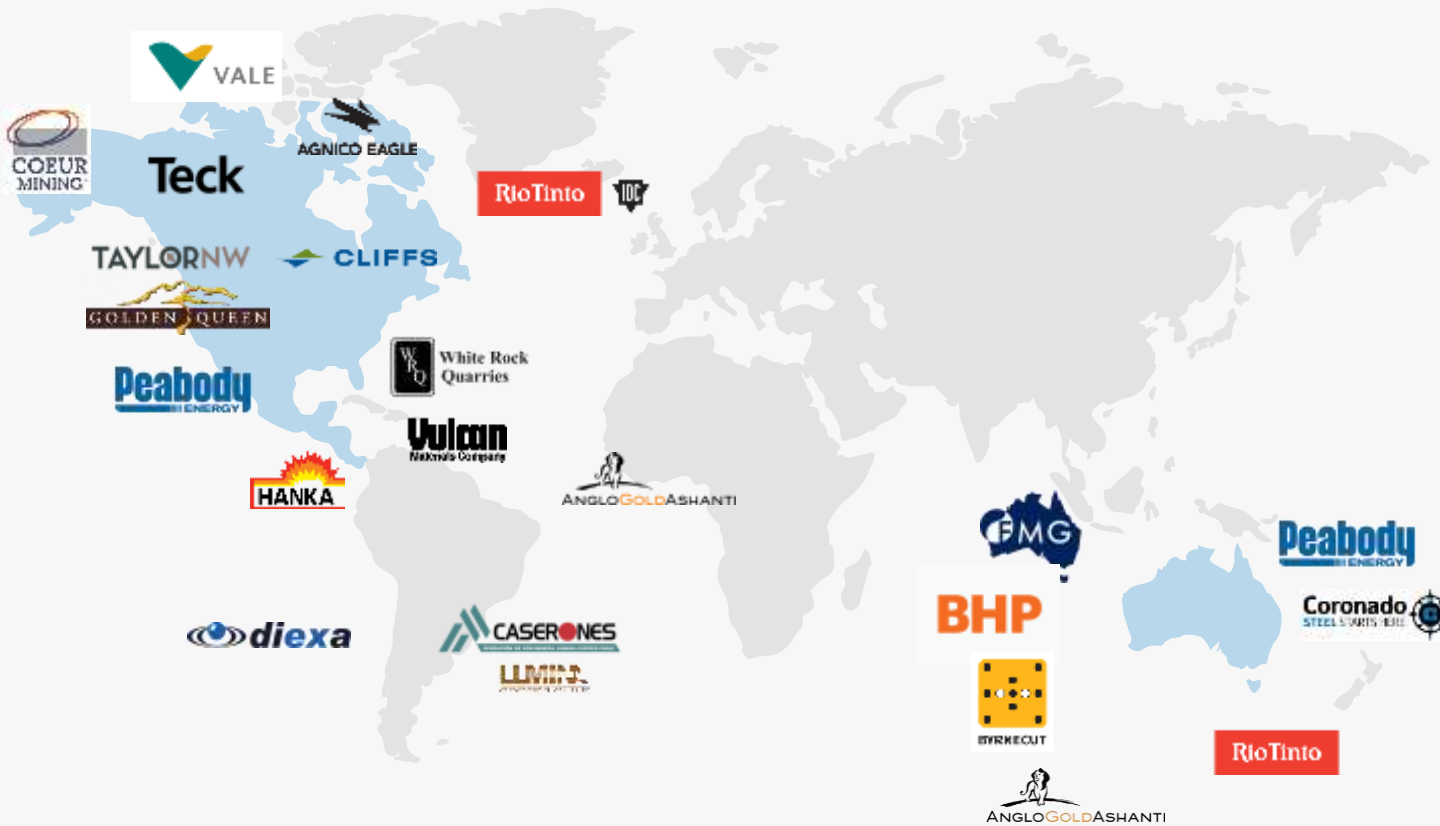 VALE
COEUR
MINING
AGNICO EAGLE
Teck
RioTinto
IOC
TAYLORNW
CLIFFS
GOLDEN QUEEN
WRQ
White Rock
Quarries
Peabody
ENERGY
Vulcan
Materials Company
HANKA
ANGLOGOLDASHANTI
FMG
Peabody
ENERGY
BHP
Coronado
STEEL STARTS HERE
diexa
CASERONES
BYRNECUT
RioTinto
ANGLOGOLDASHANTI